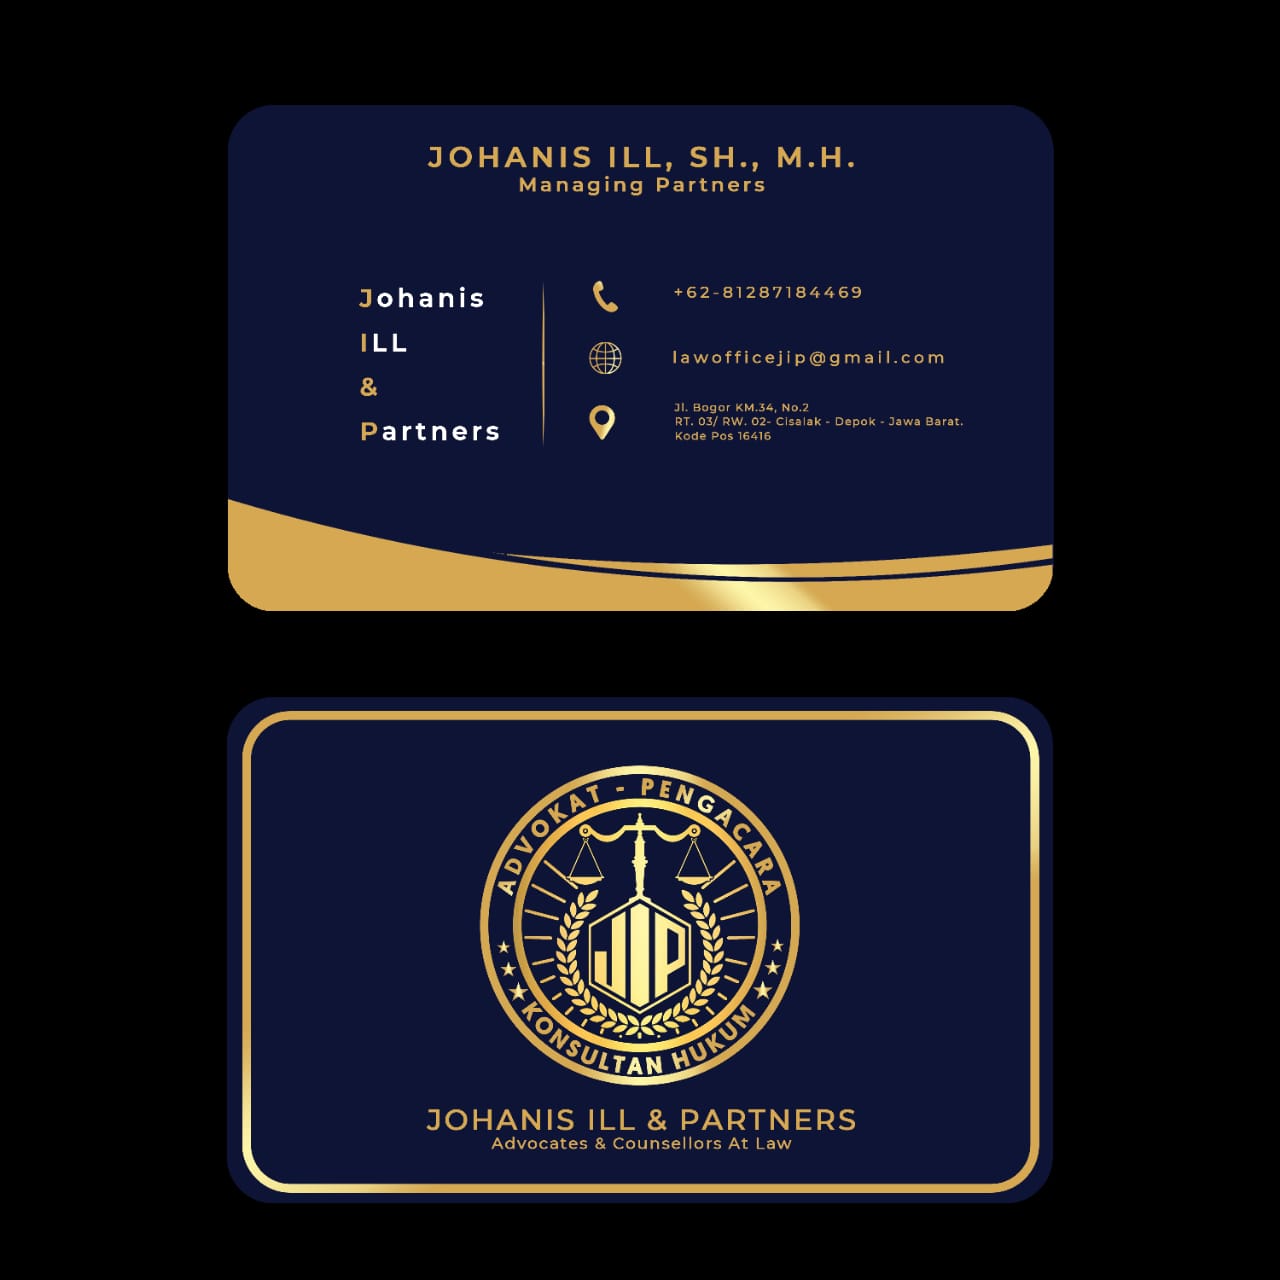 JOHANIS ILL, SH., M.H.
Managing Partners
Johanis
ILL
&
Partners
+62-81287184469
lawofficejip@gmail.com
Jl. Bogor KM.34, No.2
RT. 03/ RW. 02- Cisalak - Depok - Jawa Barat.
Kode Pos 16416
ADVOKAT - PENGACARA
JIP
KONSULTAN HUKUM
JOHANIS ILL & PARTNERS
Advocates & Counsellors At Law